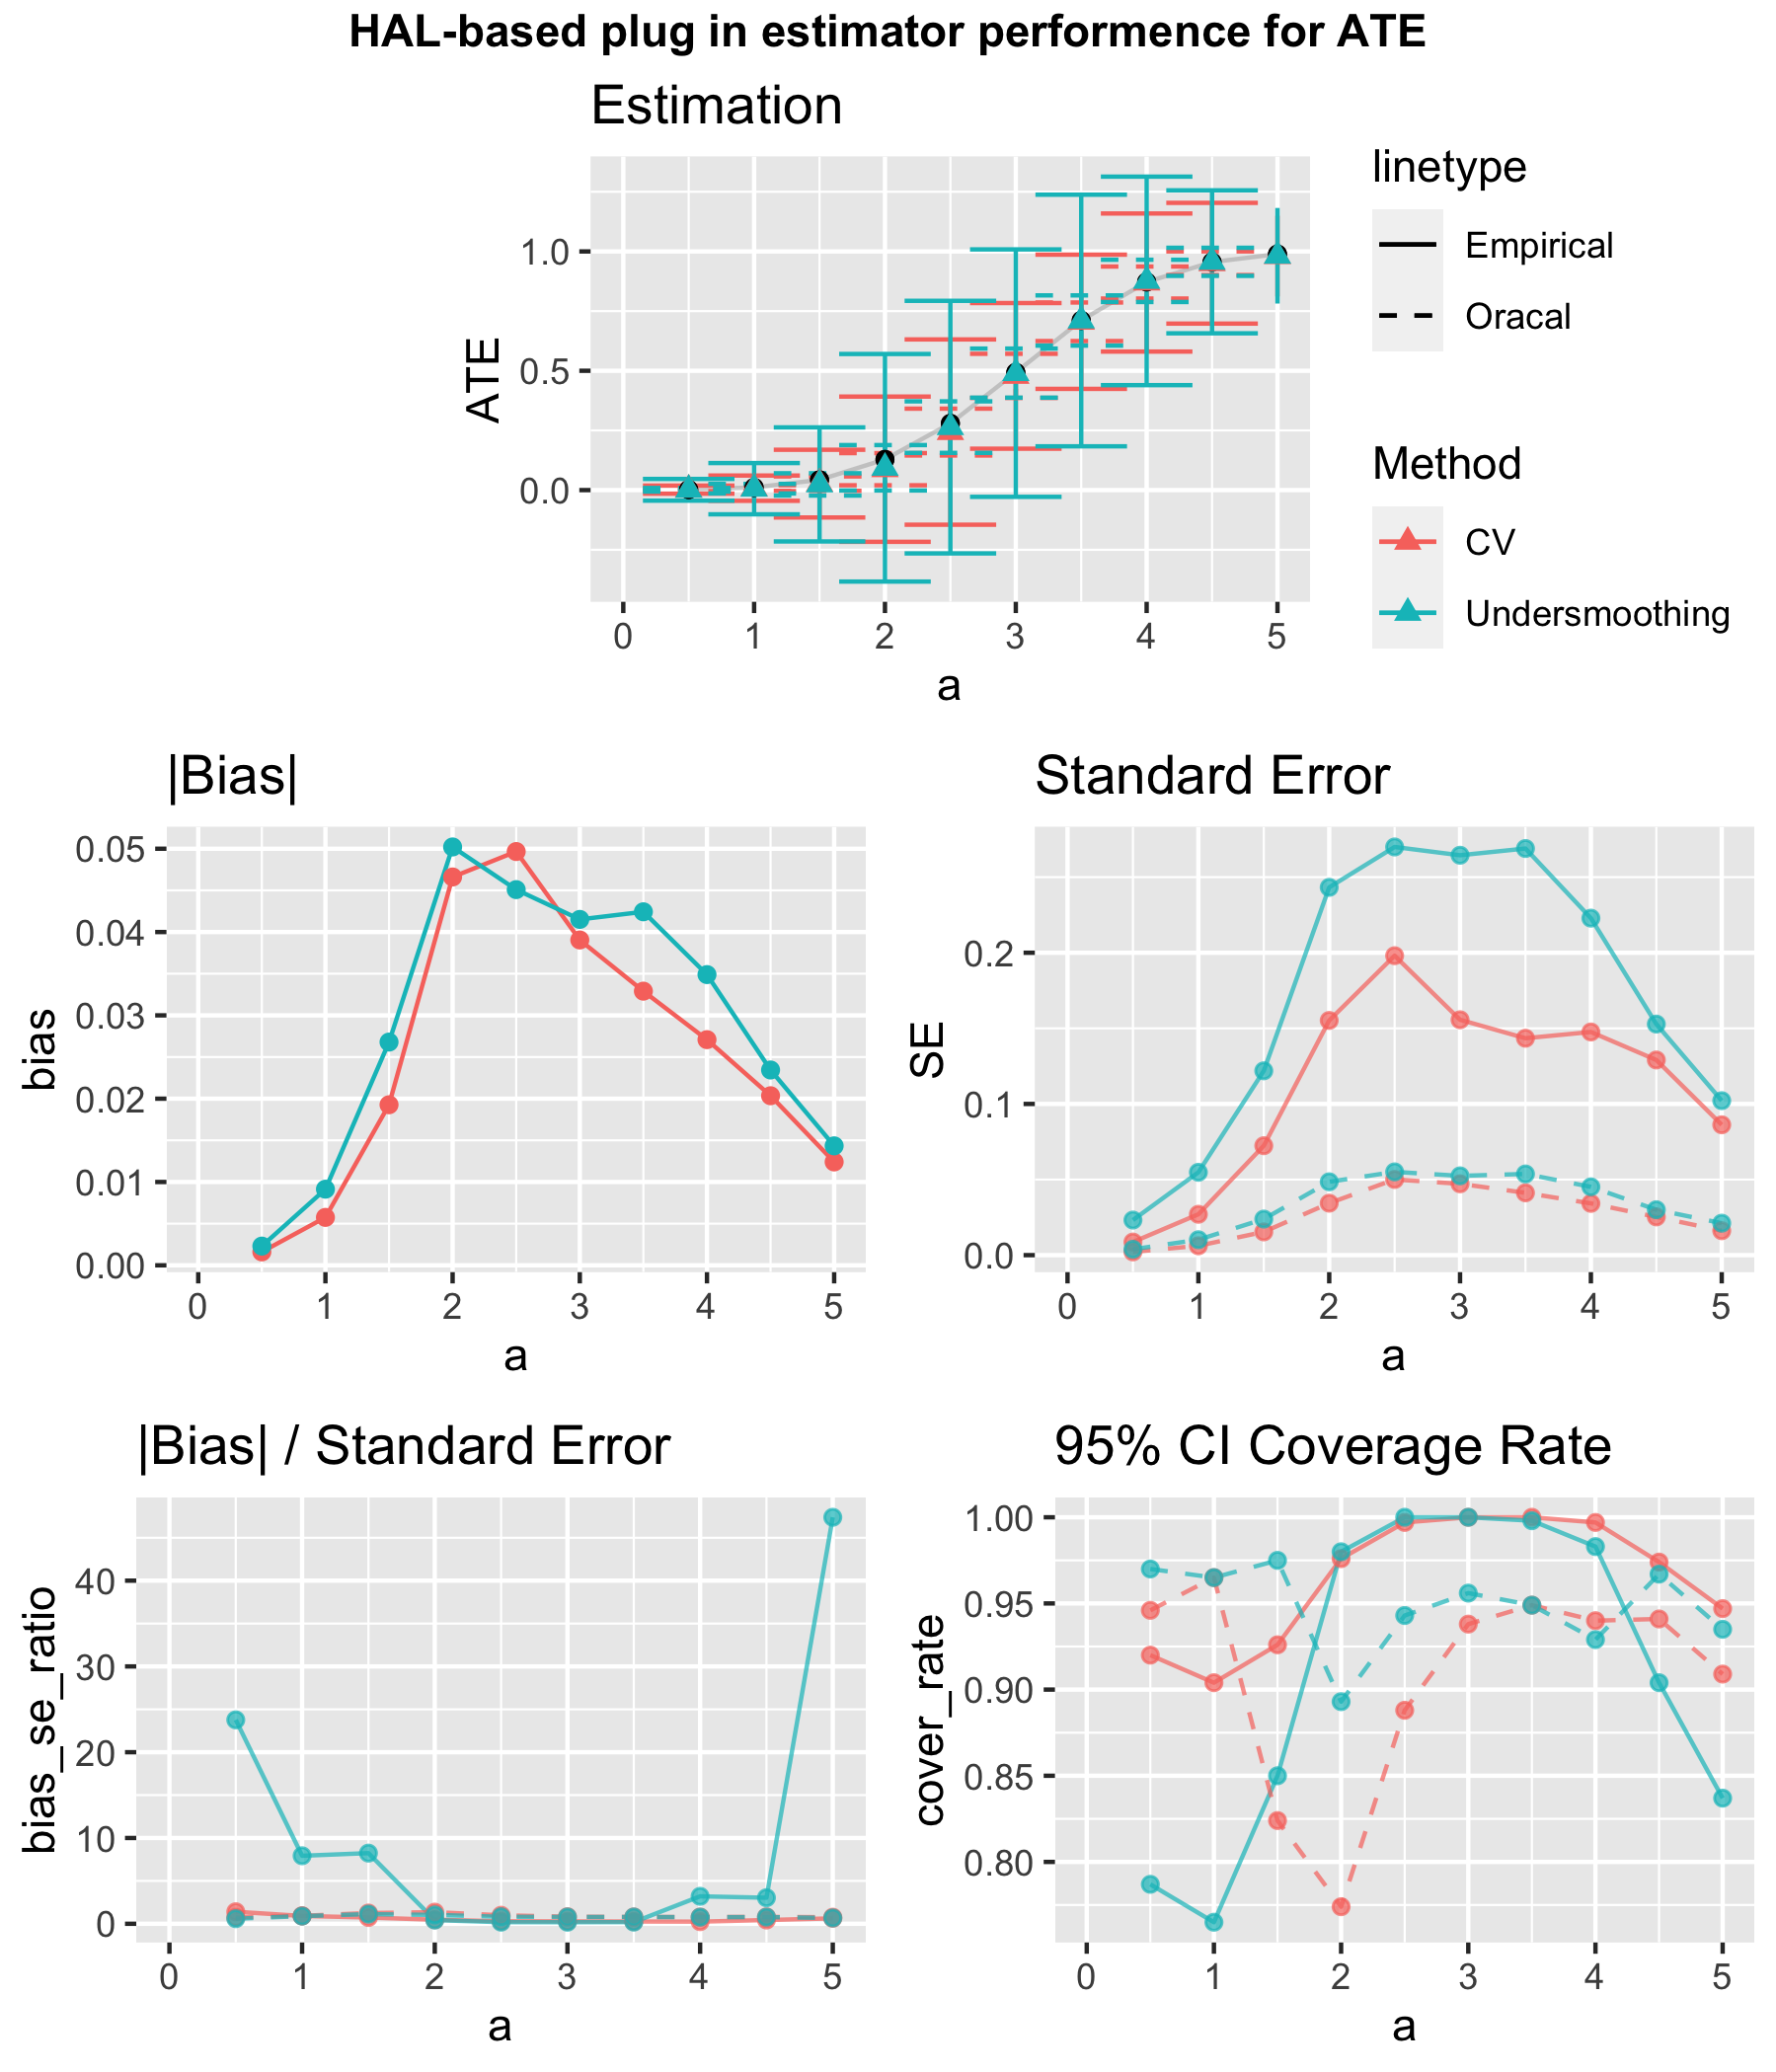 HAL-based plug in estimator performence for ATE
Estimation
ATE
1.0
0.5
0.0
0 1 2 3 4 5
a
linetype
Empirical
Oracal
Method
CV
Undersmoothing
|Bias|
bias
0.05
0.04
0.03
0.02
0.01
0.00
0 1 2 3 4 5
a
Standard Error
SE
0.2
0.1
0.0
0 1 2 3 4 5
a
|Bias| / Standard Error
bias_se_ratio
40
30
20
10
0
0 1 2 3 4 5
a
95% CI Coverage Rate
cover_rate
1.00
0.95
0.90
0.85
0.80
0 1 2 3 4 5
a